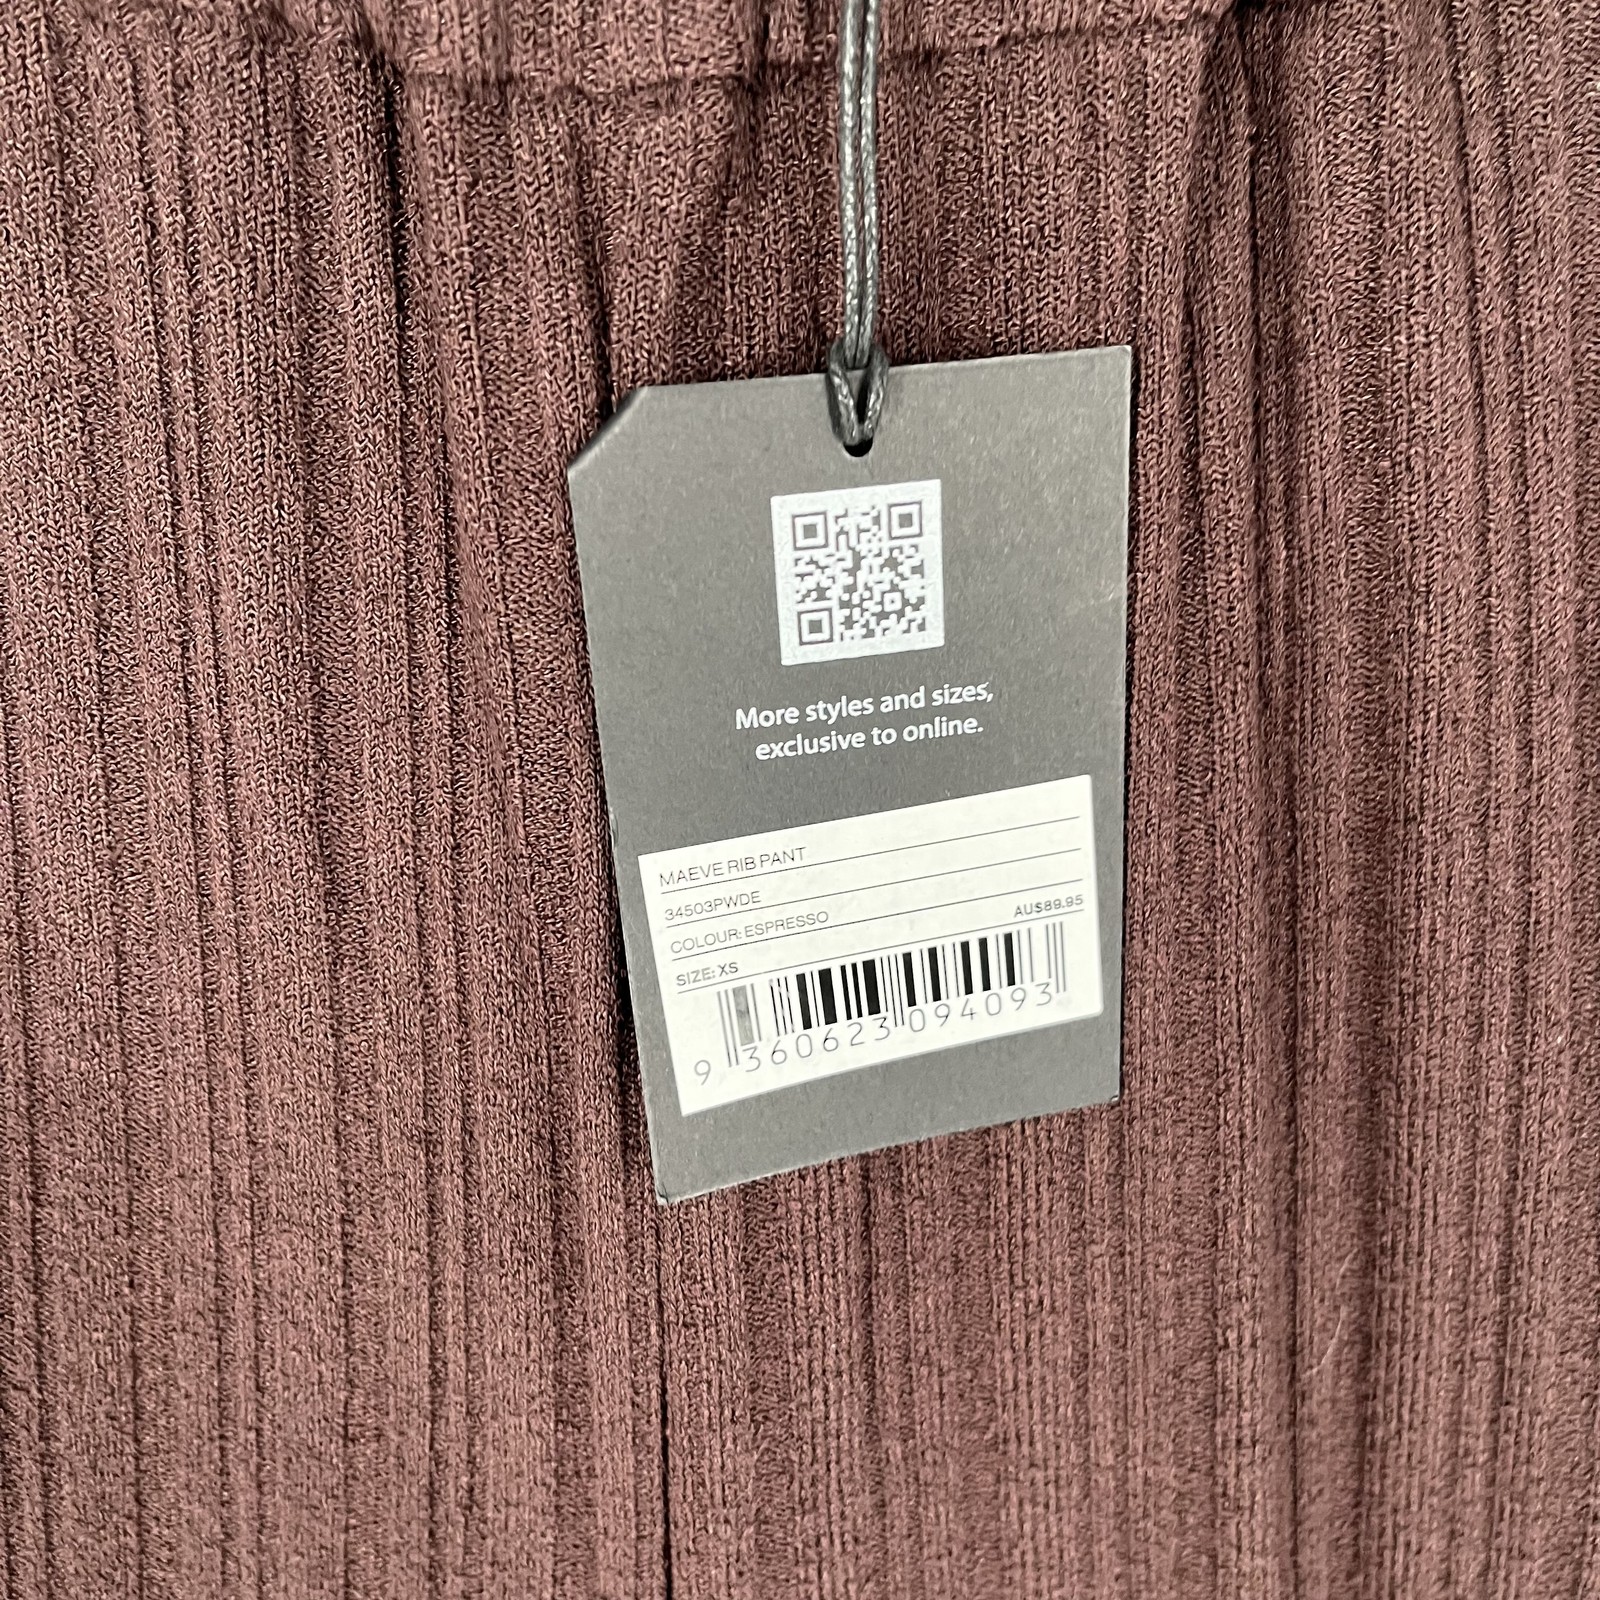 More styles and sizes,
exclusive to online.
MAEVE RIB PANT
34503PWDE
COLOUR: ESPRESSO
SIZE: XS AU$89.95
9 360623 094093